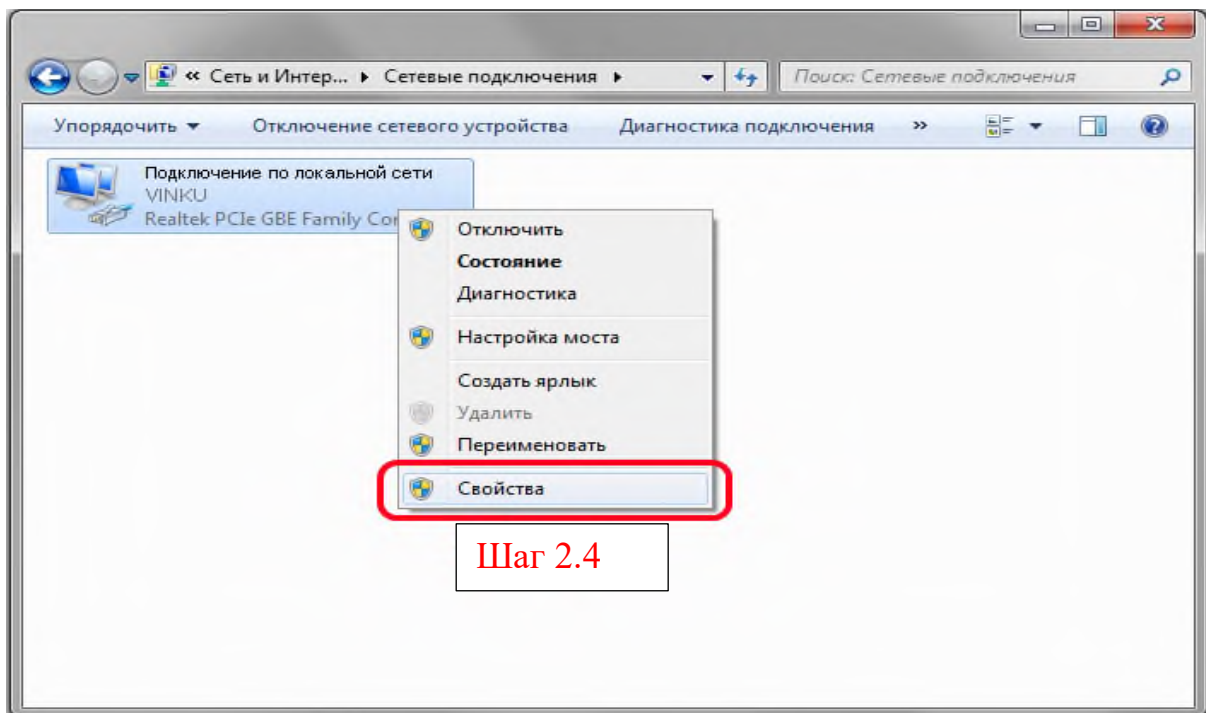 « Сеть и Интер... ▸ Сетевые подключения ▸
Поиск: Сетевые подключения
Упорядочить ▾ Отключение сетевого устройства Диагностика подключения »
Подключение по локальной сети
VINKU
Realtek PCIe GBE Family
Отключить
Состояние
Диагностика
Настройка моста
Создать ярлык
Удалить
Переименовать
Свойства
Шаг 2.4